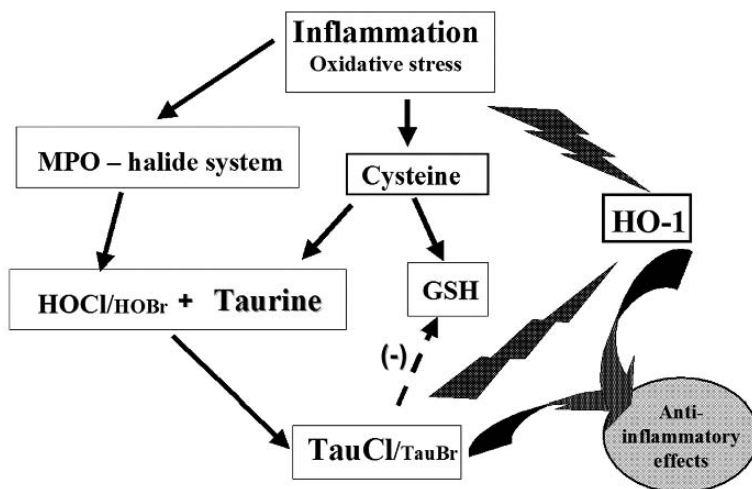 Inflammation
Oxidative stress
MPO – halide system
Cysteine
HO-1
HOCl/HOBr + Taurine
GSH
(-)
TauCl/TauBr
Anti-
inflammatory
effects